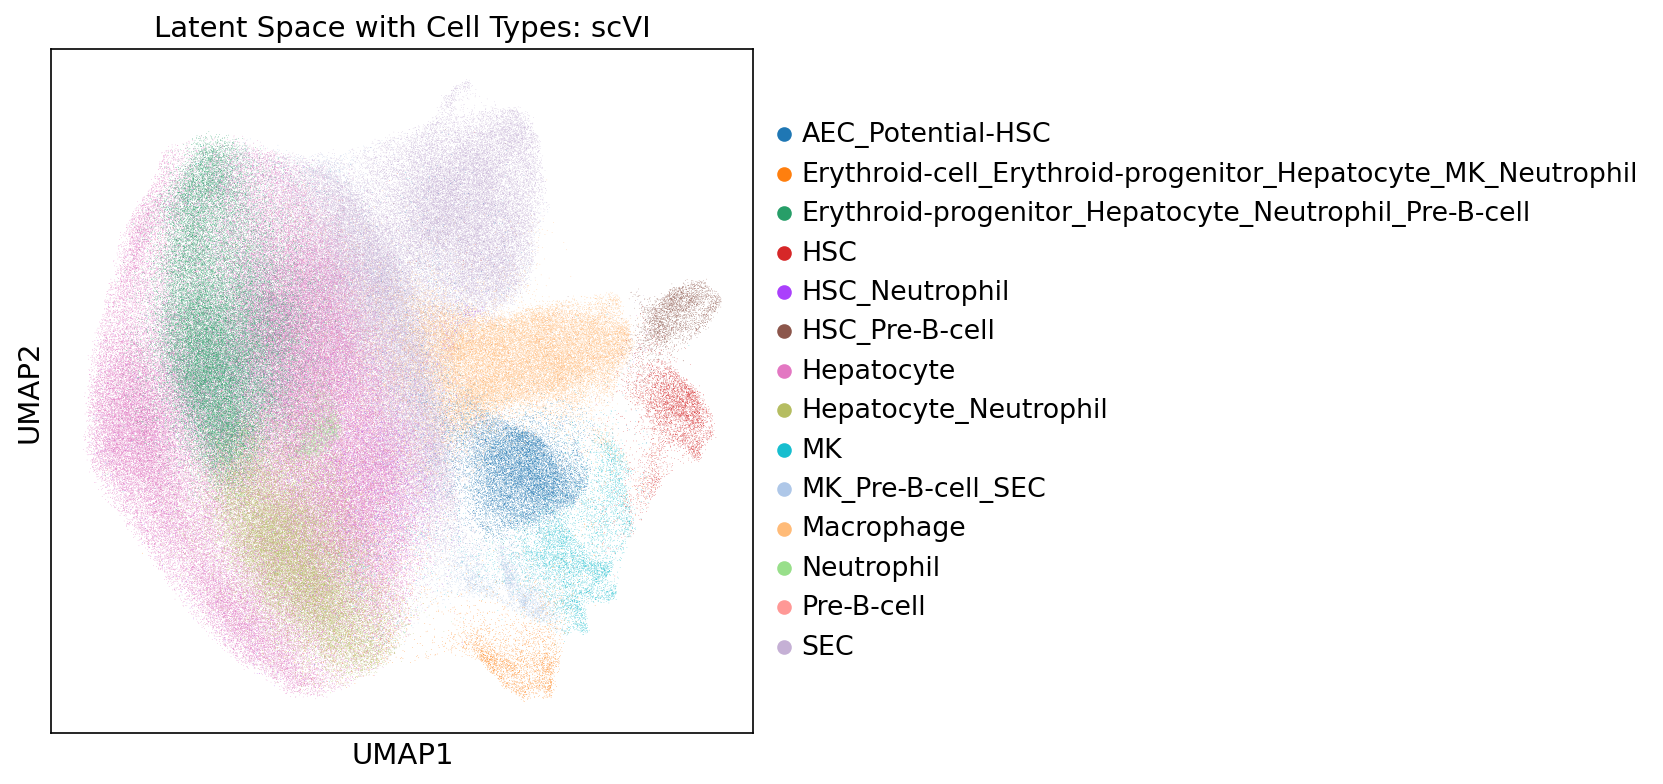 Latent Space with Cell Types: scVI
UMAP2
UMAP1
AEC_Potential-HSC
Erythroid-cell_Erythroid-progenitor_Hepatocyte_MK_Neutrophil
Erythroid-progenitor_Hepatocyte_Neutrophil_Pre-B-cell
HSC
HSC_Neutrophil
HSC_Pre-B-cell
Hepatocyte
Hepatocyte_Neutrophil
MK
MK_Pre-B-cell_SEC
Macrophage
Neutrophil
Pre-B-cell
SEC